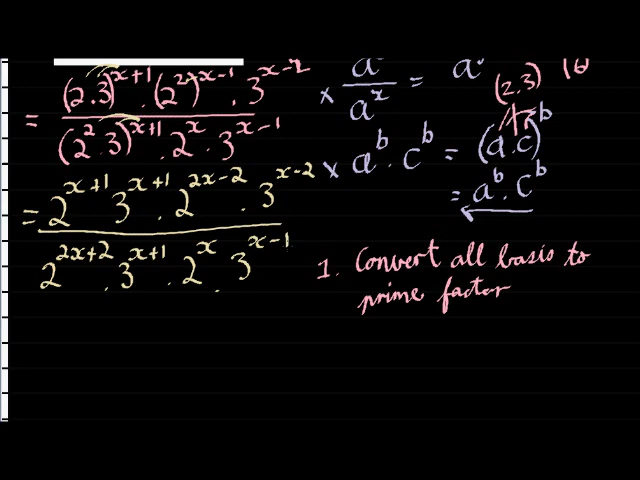 = (2.3)^{x+1} . (2^2)^{x-1} . 3^{x-2} / (2^2.3)^{x+1} . 2^x . 3^{x-1}
= 2^{x+1} 3^{x+1} . 2^{2x-2} . 3^{x-2} / 2^{2x+2} . 3^{x+1} . 2^x . 3^{x-1}
× a / a^x = a
(2.3)
× a^b . c^b = (a.c)^b
= a^b . c^b
1. Convert all basis to
prime factor